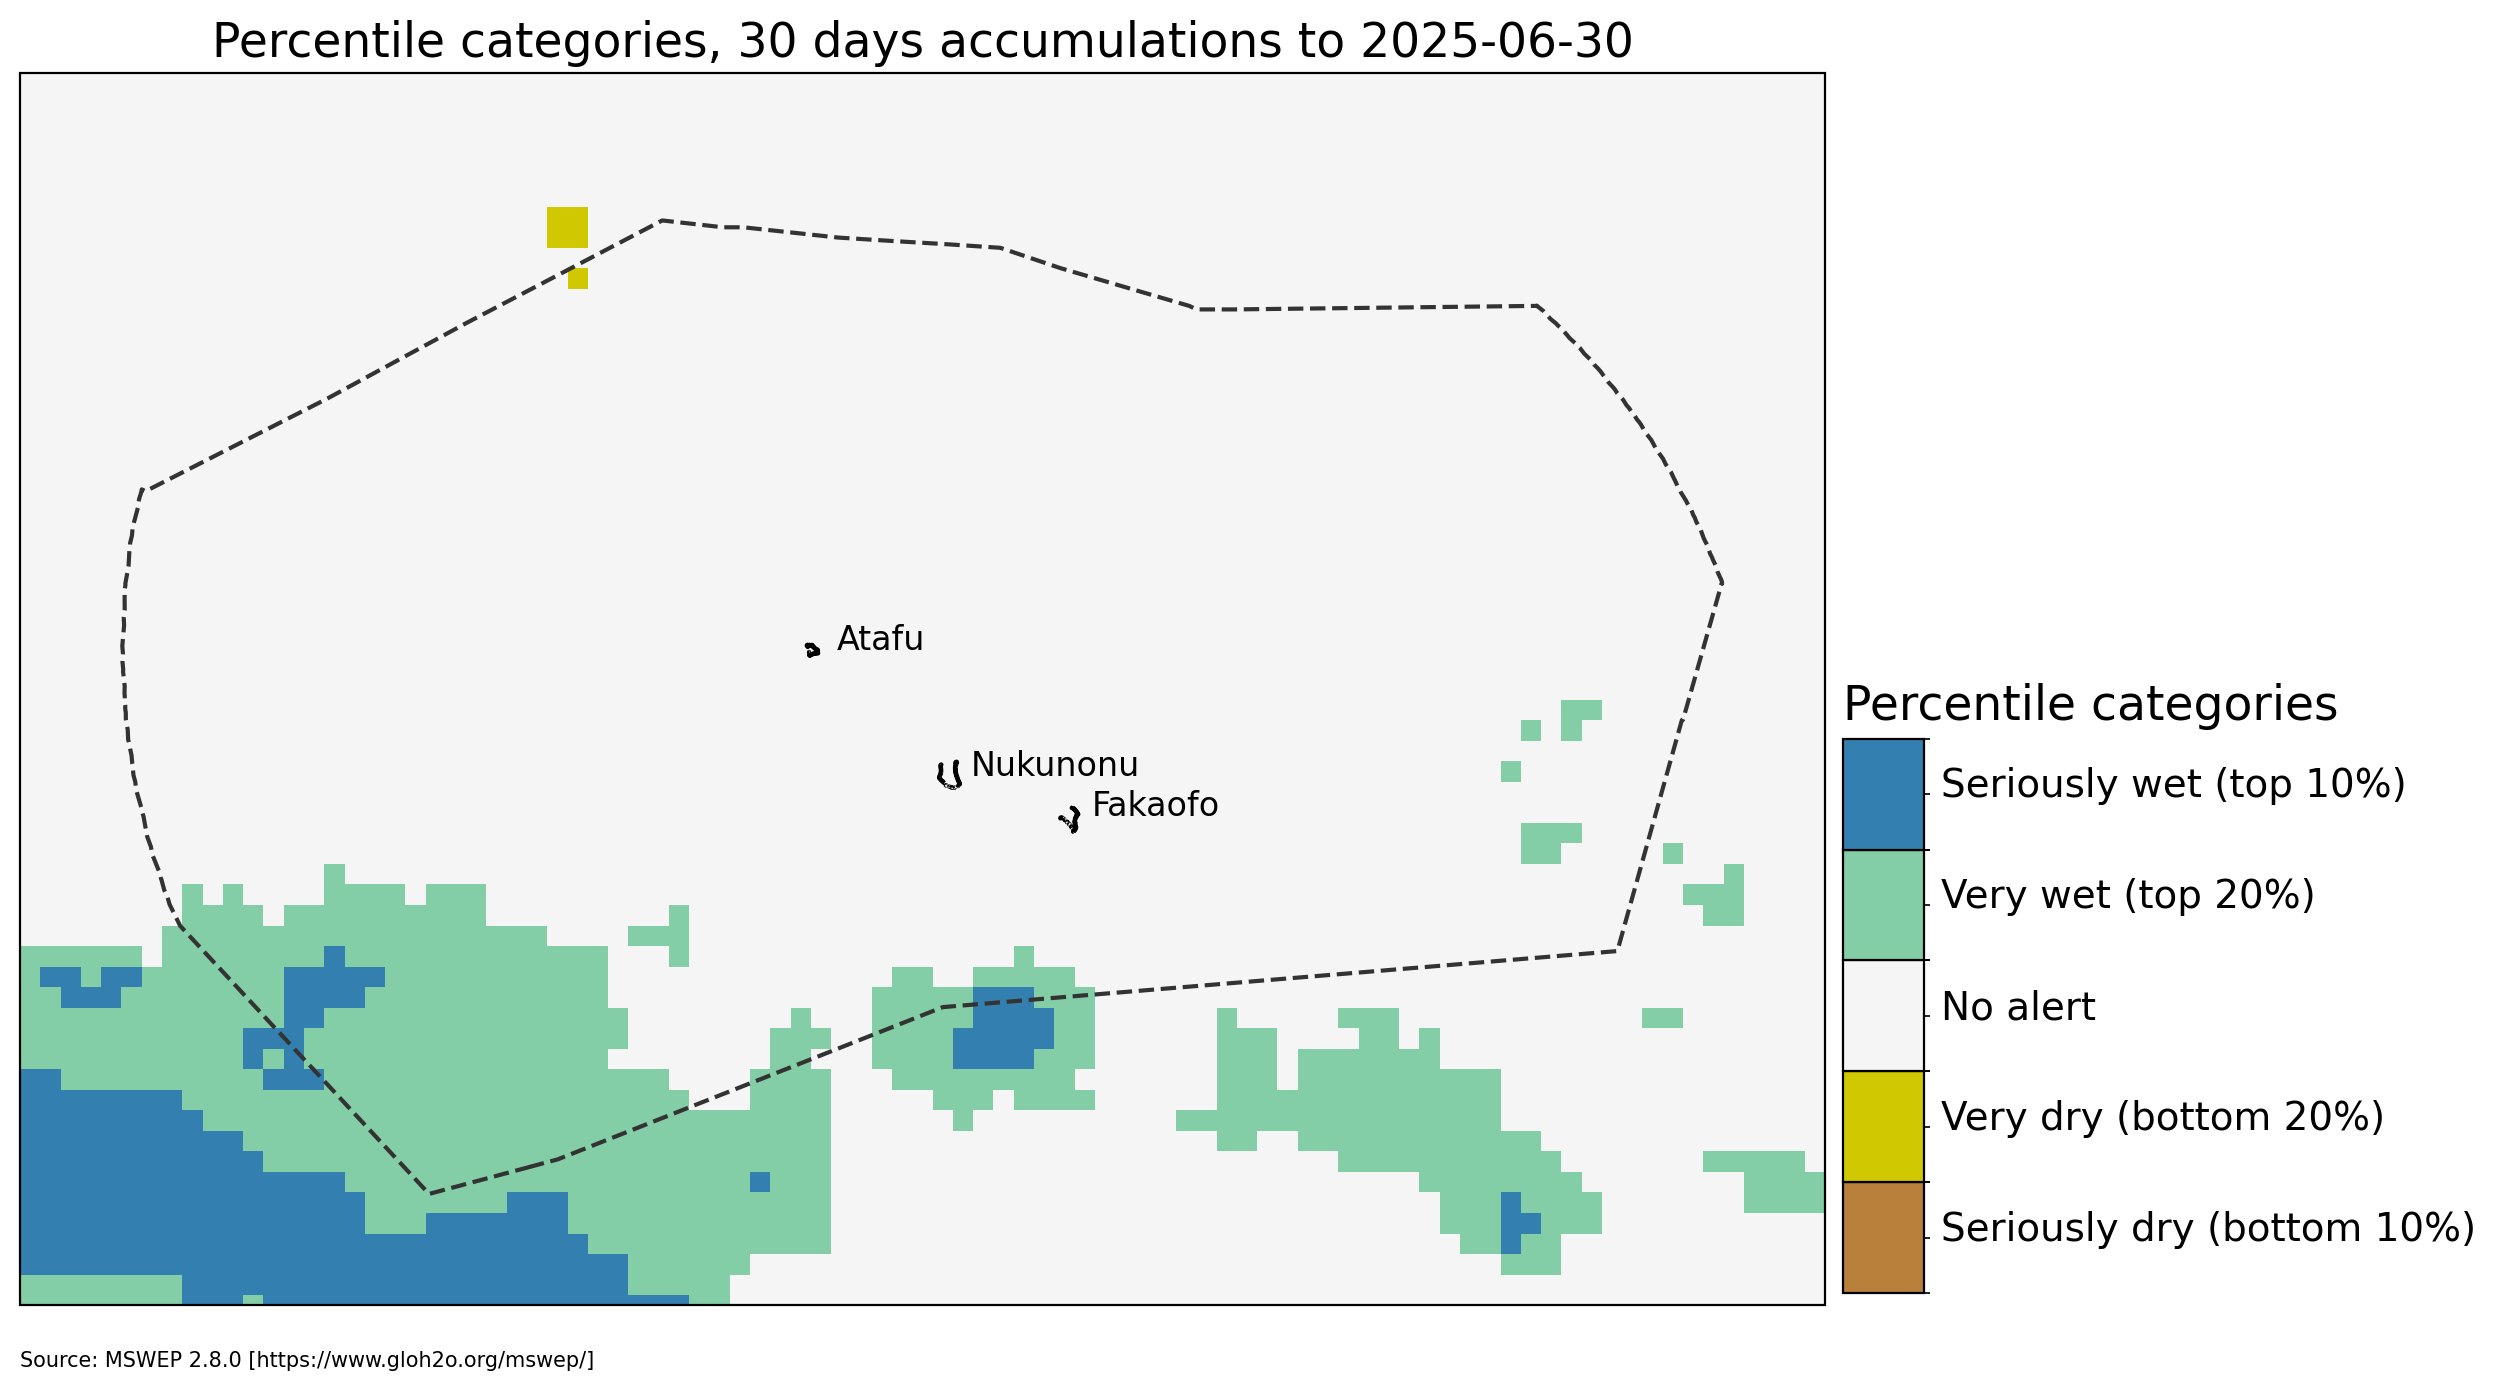 Percentile categories, 30 days accumulations to 2025-06-30
Atafu
Nukunonu
Fakaofo
Percentile categories
Seriously wet (top 10%)
Very wet (top 20%)
No alert
Very dry (bottom 20%)
Seriously dry (bottom 10%)
Source: MSWEP 2.8.0 [https://www.gloh2o.org/mswep/]